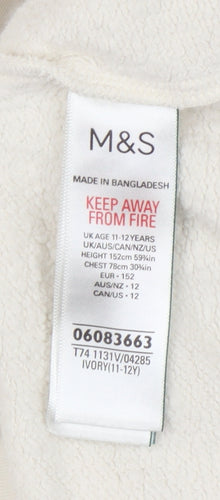 M&S
MADE IN BANGLADESH
KEEP AWAY
FROM FIRE
UK AGE 11-12YEARS
UK/AUS/CAN/NZ/US
HEIGHT 152cm 59¾in
CHEST 78cm 30¾in
EUR • 152
AUS/NZ • 12
CAN/US • 12
06083663
T74 1131V/04285
IVORY(11-12Y)